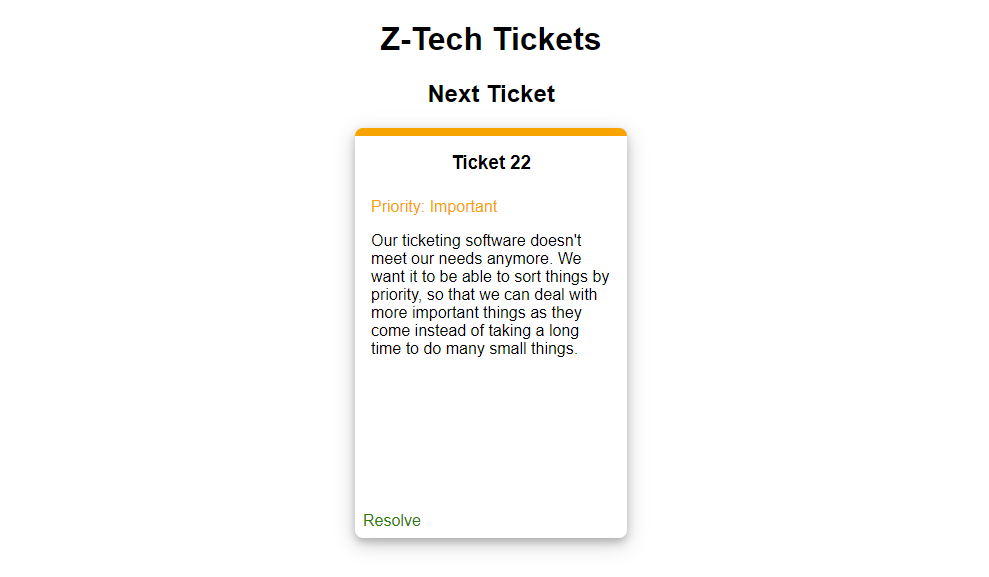 Z-Tech Tickets
Next Ticket
Ticket 22
Priority: Important
Our ticketing software doesn't
meet our needs anymore. We
want it to be able to sort things by
priority, so that we can deal with
more important things as they
come instead of taking a long
time to do many small things.
Resolve